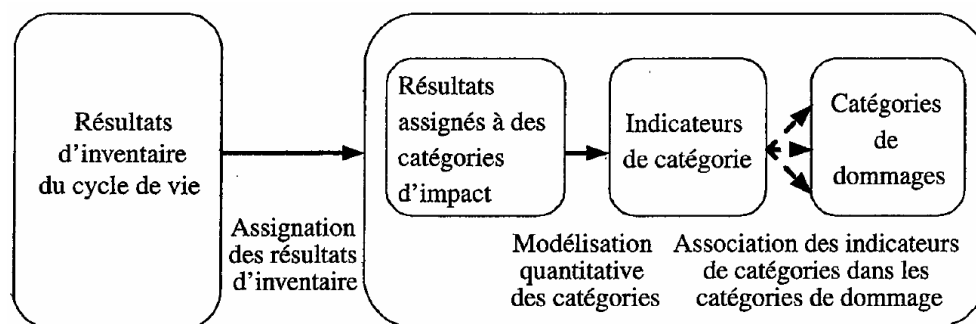 Résultats
d’inventaire
du cycle de vie
Assignation
des résultats
d’inventaire
Résultats
assignés à des
catégories
d’impact
Modélisation
quantitative
des catégories
Indicateurs
de catégorie
Association des indicateurs
de catégories dans les
catégories de dommage
Catégories
de
dommages